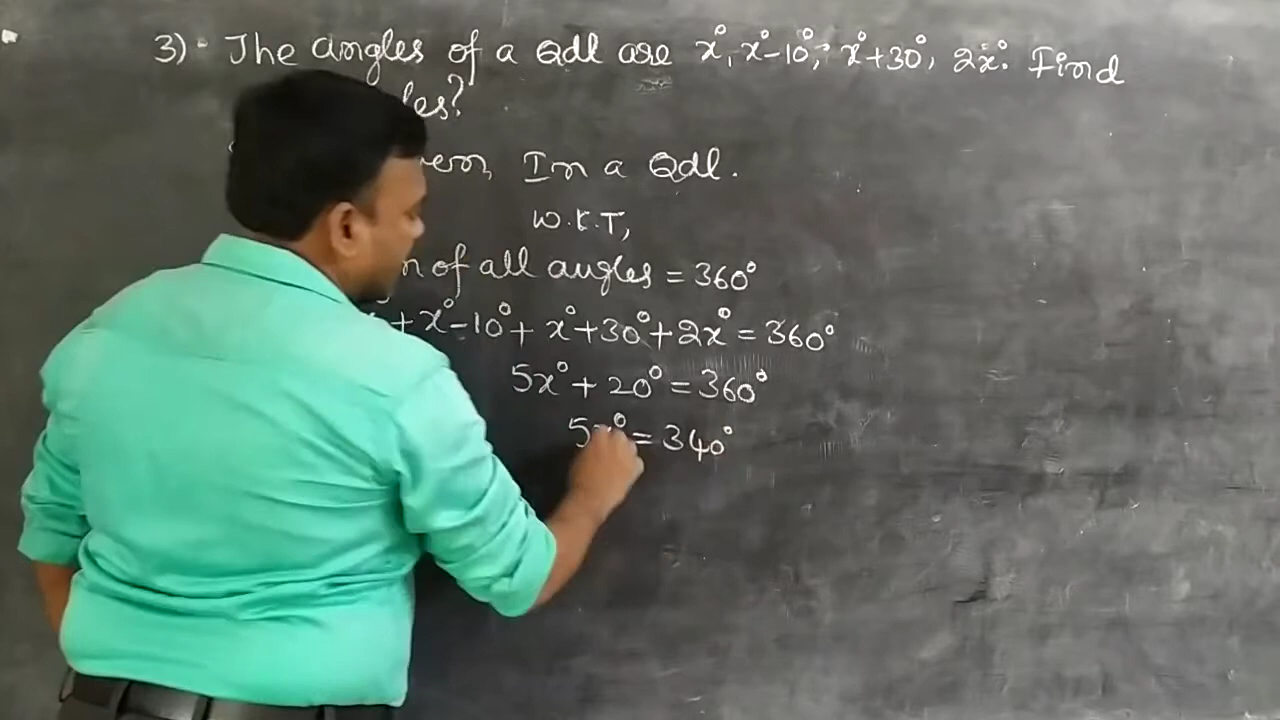 3) The angles of a Qdl are x°, x°-10°, x°+30°, 2x°. Find
In a Qdl.
W.K.T,
of all angles = 360°
+ x°-10° + x°+30° + 2x° = 360°
5x° + 20° = 360°
5x° = 340°